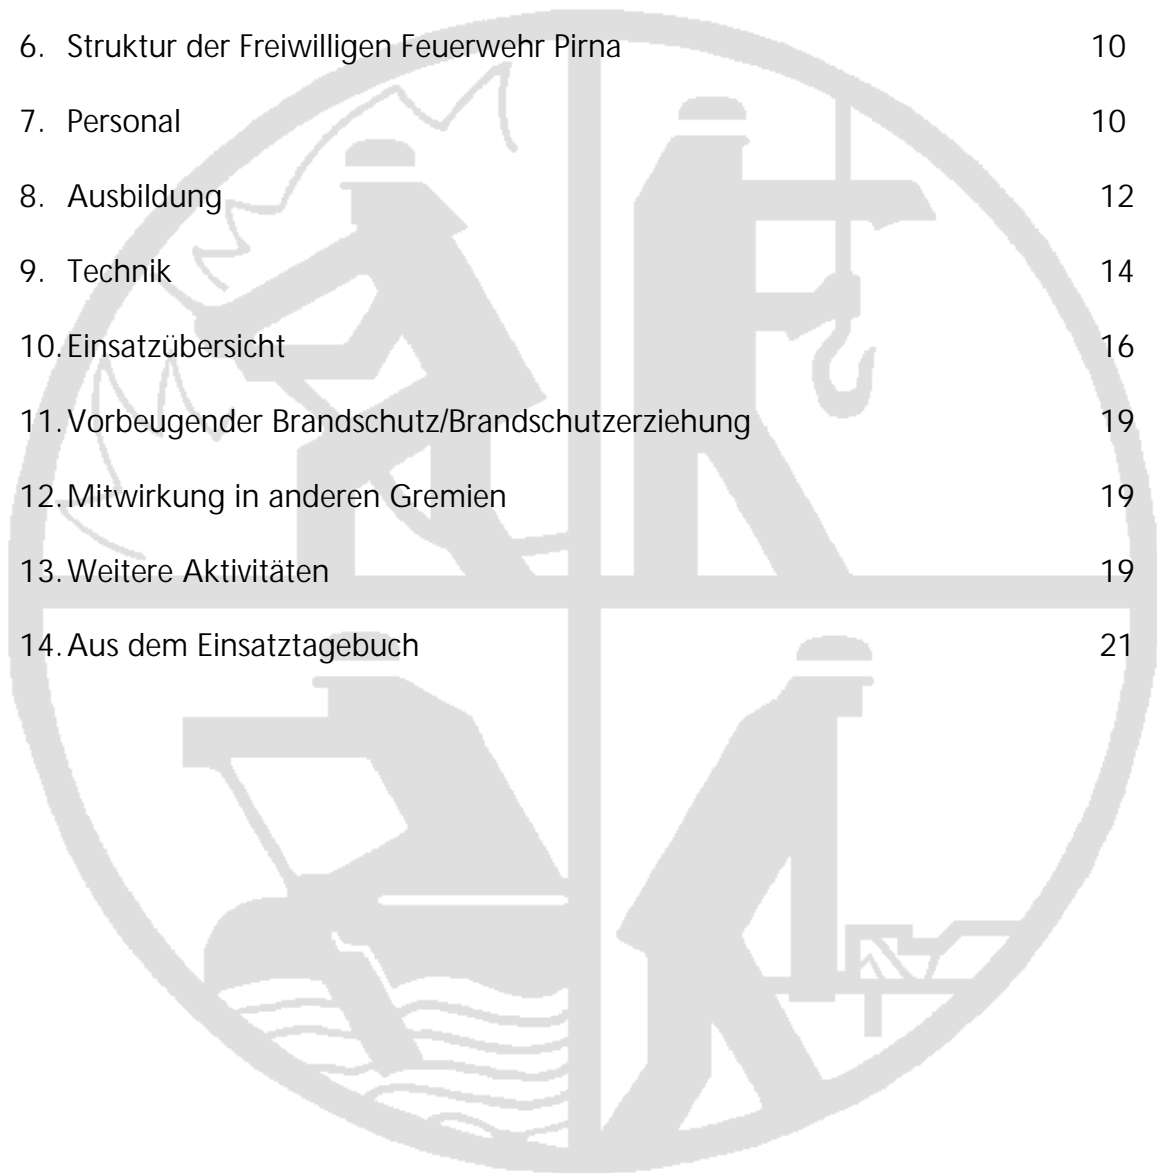 6. Struktur der Freiwilligen Feuerwehr Pirna 10
7. Personal 10
8. Ausbildung 12
9. Technik 14
10. Einsatzübersicht 16
11. Vorbeugender Brandschutz/Brandschutzerziehung 19
12. Mitwirkung in anderen Gremien 19
13. Weitere Aktivitäten 19
14. Aus dem Einsatztagebuch 21